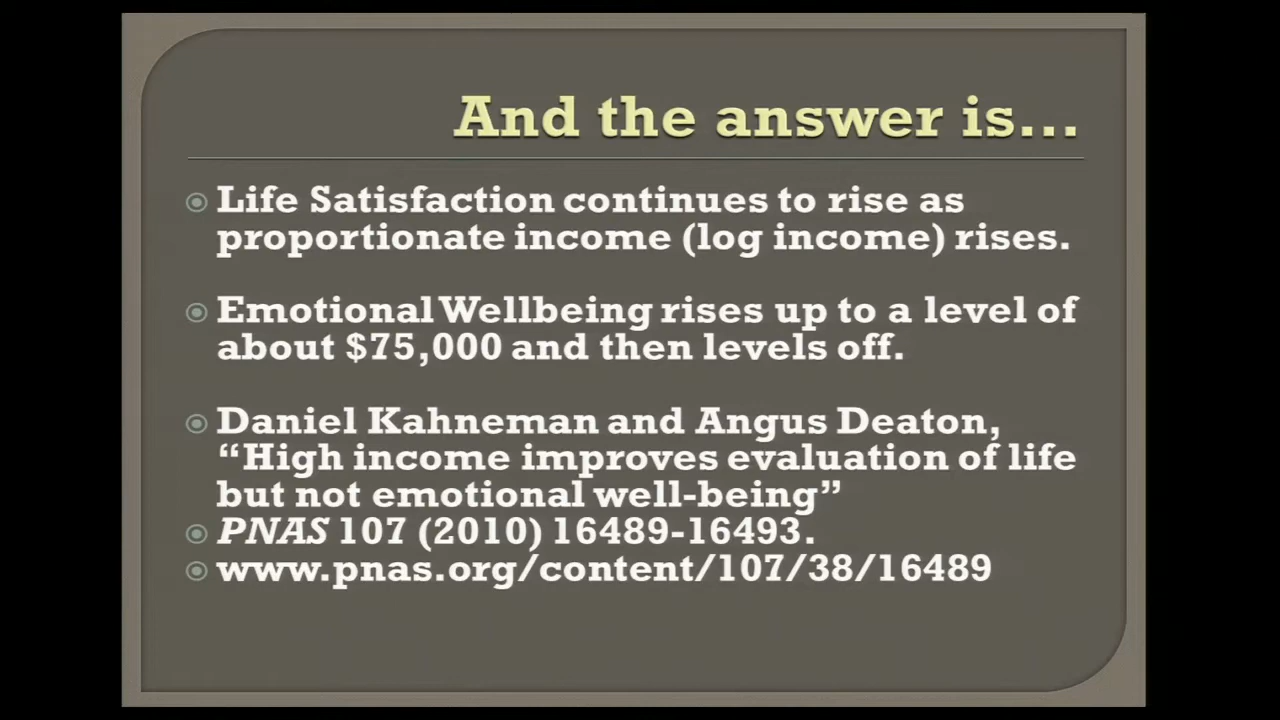 And the answer is...
Life Satisfaction continues to rise as
proportionate income (log income) rises.
Emotional Wellbeing rises up to a level of
about $75,000 and then levels off.
Daniel Kahneman and Angus Deaton,
“High income improves evaluation of life
but not emotional well-being”
PNAS 107 (2010) 16489-16493.
www.pnas.org/content/107/38/16489